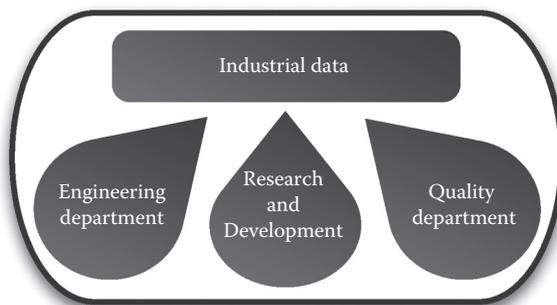 Industrial data
Engineering
department
Research
and
Development
Quality
department